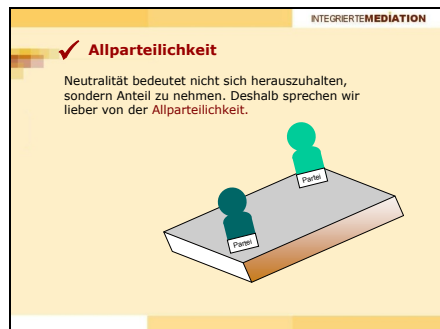 INTEGRIERTEMEDIATION
Allparteilichkeit
Neutralität bedeutet nicht sich herauszuhalten,
sondern Anteil zu nehmen. Deshalb sprechen wir
lieber von der Allparteilichkeit.
Partei
Partei